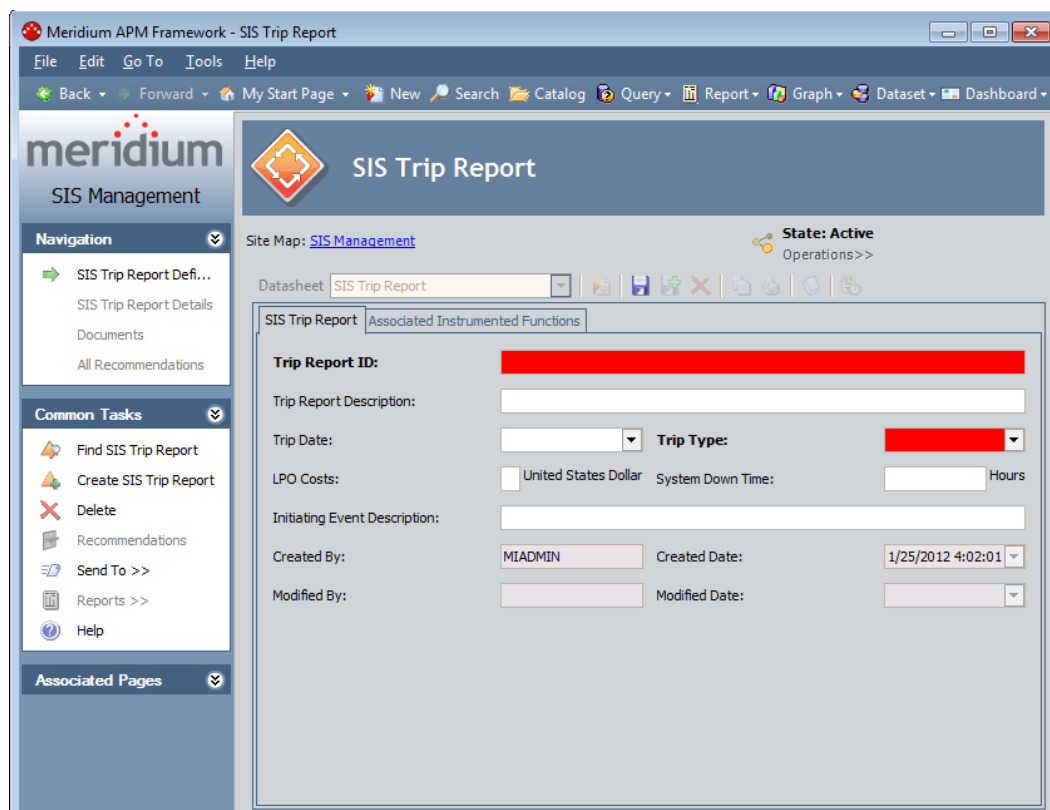 Meridium APM Framework - SIS Trip Report
File Edit Go To Tools Help
Back Forward My Start Page New Search Catalog Query Report Graph Dataset Dashboard
meridium
SIS Management
SIS Trip Report
Navigation
SIS Trip Report Defi...
SIS Trip Report Details
Documents
All Recommendations
Common Tasks
Find SIS Trip Report
Create SIS Trip Report
Delete
Recommendations
Send To >>
Reports >>
Help
Associated Pages
Site Map: SIS Management
State: Active
Operations>>
Datasheet SIS Trip Report
SIS Trip Report Associated Instrumented Functions
Trip Report ID:
Trip Report Description:
Trip Date: Trip Type:
LPO Costs: United States Dollar System Down Time: Hours
Initiating Event Description:
Created By: MIADMIN Created Date: 1/25/2012 4:02:01
Modified By: Modified Date: